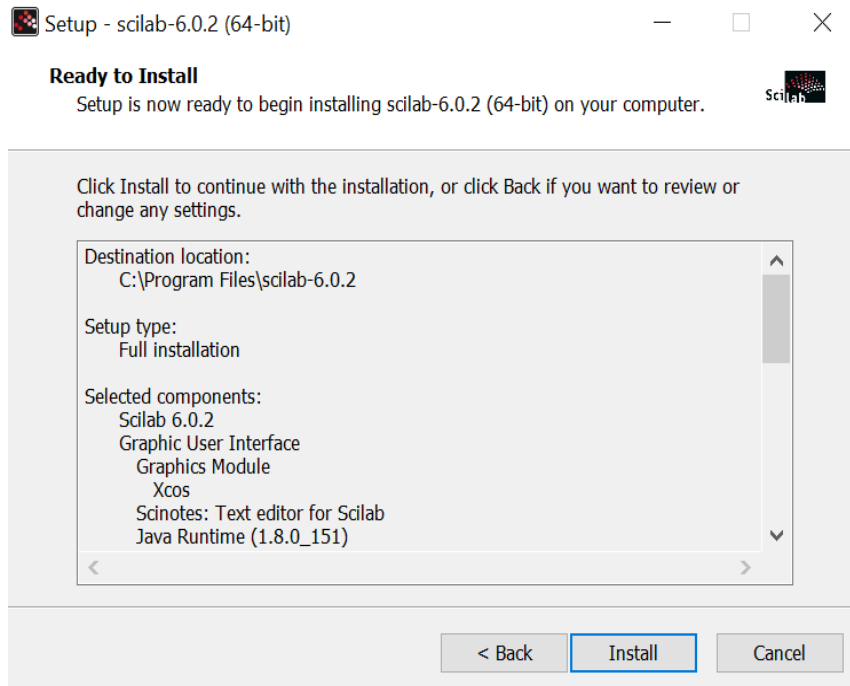 Setup - scilab-6.0.2 (64-bit)
Ready to Install
Setup is now ready to begin installing scilab-6.0.2 (64-bit) on your computer.
Scilab
Click Install to continue with the installation, or click Back if you want to review or
change any settings.
Destination location:
C:\Program Files\scilab-6.0.2
Setup type:
Full installation
Selected components:
Scilab 6.0.2
Graphic User Interface
Graphics Module
Xcos
Scinotes: Text editor for Scilab
Java Runtime (1.8.0_151)
< Back Install Cancel